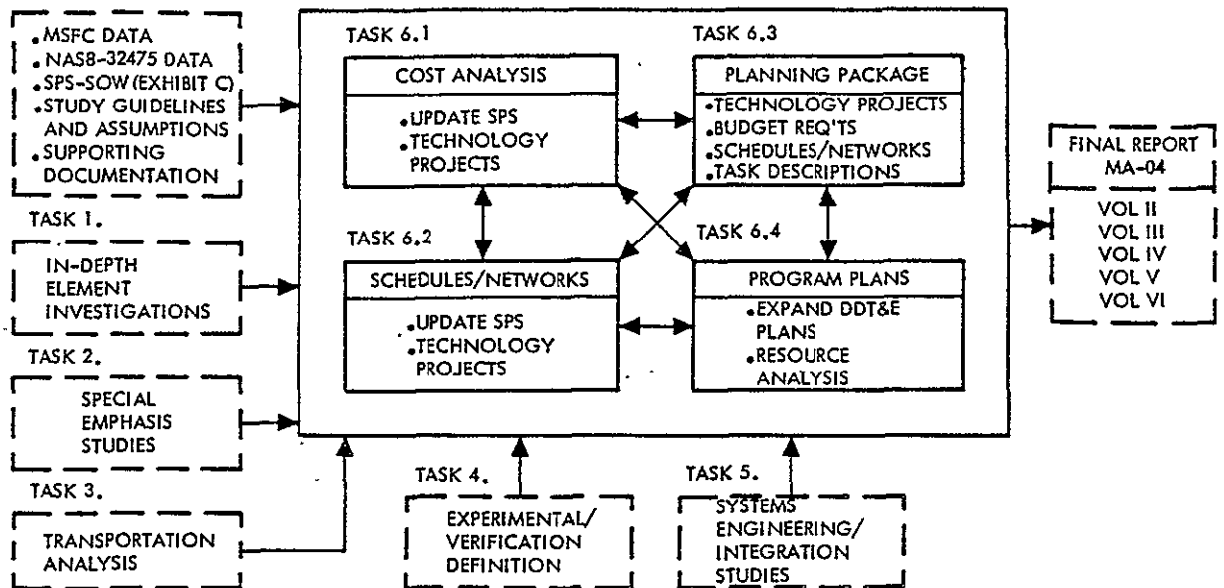 .MSFC DATA
.NAS8-32475 DATA
.SPS-SOW (EXHIBIT C)
.STUDY GUIDELINES
AND ASSUMPTIONS
.SUPPORTING
DOCUMENTATION
TASK 1.
IN-DEPTH
ELEMENT
INVESTIGATIONS
TASK 2.
SPECIAL
EMPHASIS
STUDIES
TASK 3.
TRANSPORTATION
ANALYSIS
TASK 6.1
COST ANALYSIS
.UPDATE SPS
.TECHNOLOGY
PROJECTS
TASK 6.3
PLANNING PACKAGE
.TECHNOLOGY PROJECTS
.BUDGET REQ'TS
.SCHEDULES/NETWORKS
.TASK DESCRIPTIONS
TASK 6.2
SCHEDULES/NETWORKS
.UPDATE SPS
.TECHNOLOGY
PROJECTS
TASK 6.4
PROGRAM PLANS
.EXPAND DDT&E
PLANS
.RESOURCE
ANALYSIS
TASK 4.
EXPERIMENTAL/
VERIFICATION
DEFINITION
TASK 5.
SYSTEMS
ENGINEERING/
INTEGRATION
STUDIES
FINAL REPORT
MA-04
VOL II
VOL III
VOL IV
VOL V
VOL VI